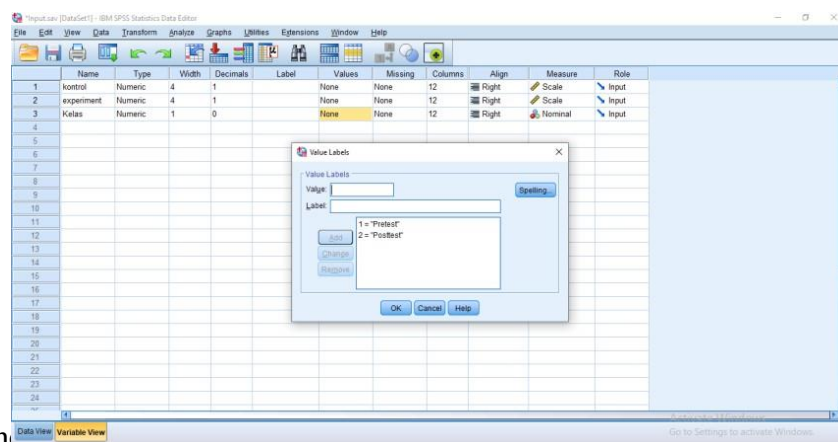 *Input.sav [DataSet1] - IBM SPSS Statistics Data Editor
File Edit View Data Transform Analyze Graphs Utilities Extensions Window Help
Name Type Width Decimals Label Values Missing Columns Align Measure Role
1 kontrol Numeric 4 1 None None 12 Right Scale Input
2 experiment Numeric 4 1 None None 12 Right Scale Input
3 Kelas Numeric 1 0 None None 12 Right Nominal Input
4
5
6
7
8
9
10
11
12
13
14
15
16
17
18
19
20
21
22
23
24
Value Labels
Value Labels
Value:
Spelling...
Label:
1 = "Pretest"
2 = "Posttest"
Add
Change
Remove
OK Cancel Help
Activate Windows
Go to Settings to activate Windows.
Data View Variable View